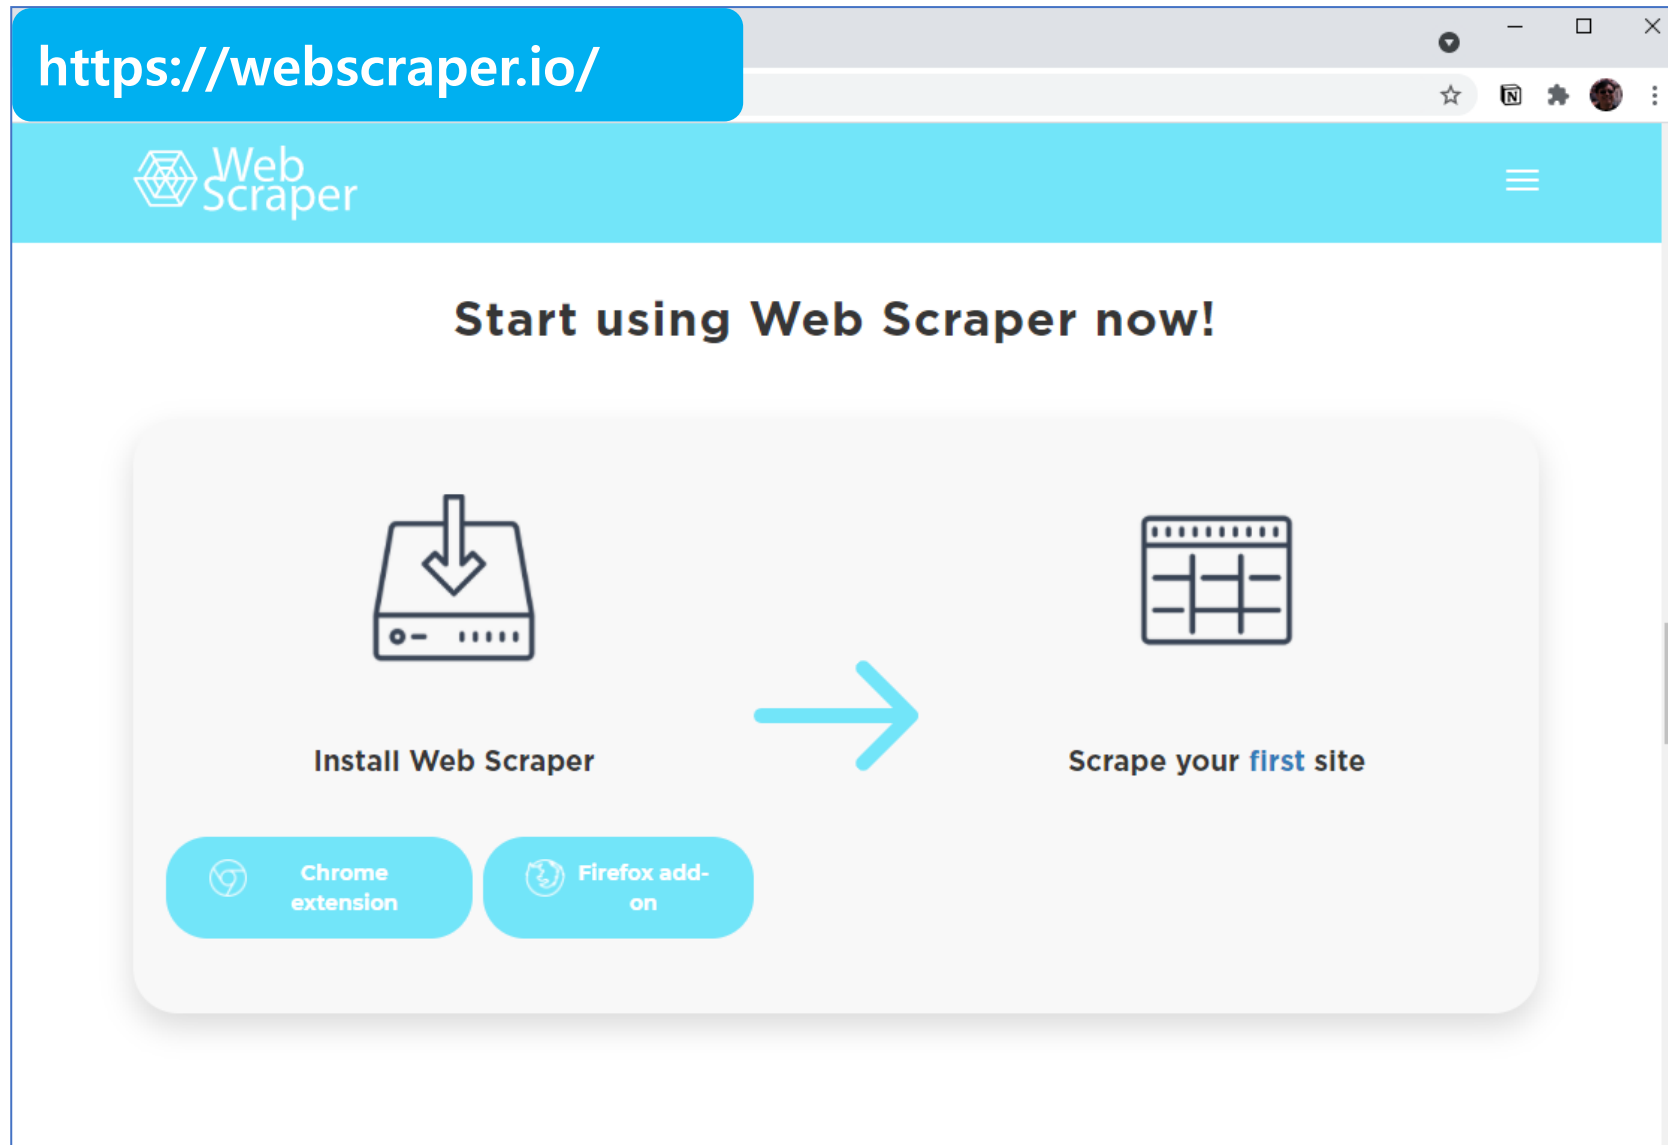 https://webscraper.io/
N
Web
Scraper
Start using Web Scraper now!
Install Web Scraper
Scrape your first site
Chrome
extension
Firefox add-
on